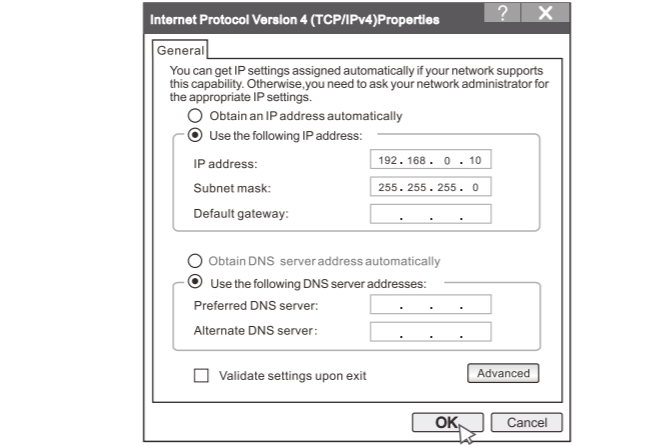 Internet Protocol Version 4 (TCP/IPv4)Properties
? X
General
You can get IP settings assigned automatically if your network supports
this capability. Otherwise,you need to ask your network administrator for
the appropriate IP settings.
Obtain an IP address automatically
Use the following IP address:
IP address: 192.168. 0 .10
Subnet mask: 255.255.255. 0
Default gateway: . . .
Obtain DNS server address automatically
Use the following DNS server addresses:
Preferred DNS server: . . .
Alternate DNS server: . . .
Validate settings upon exit
Advanced
OK Cancel